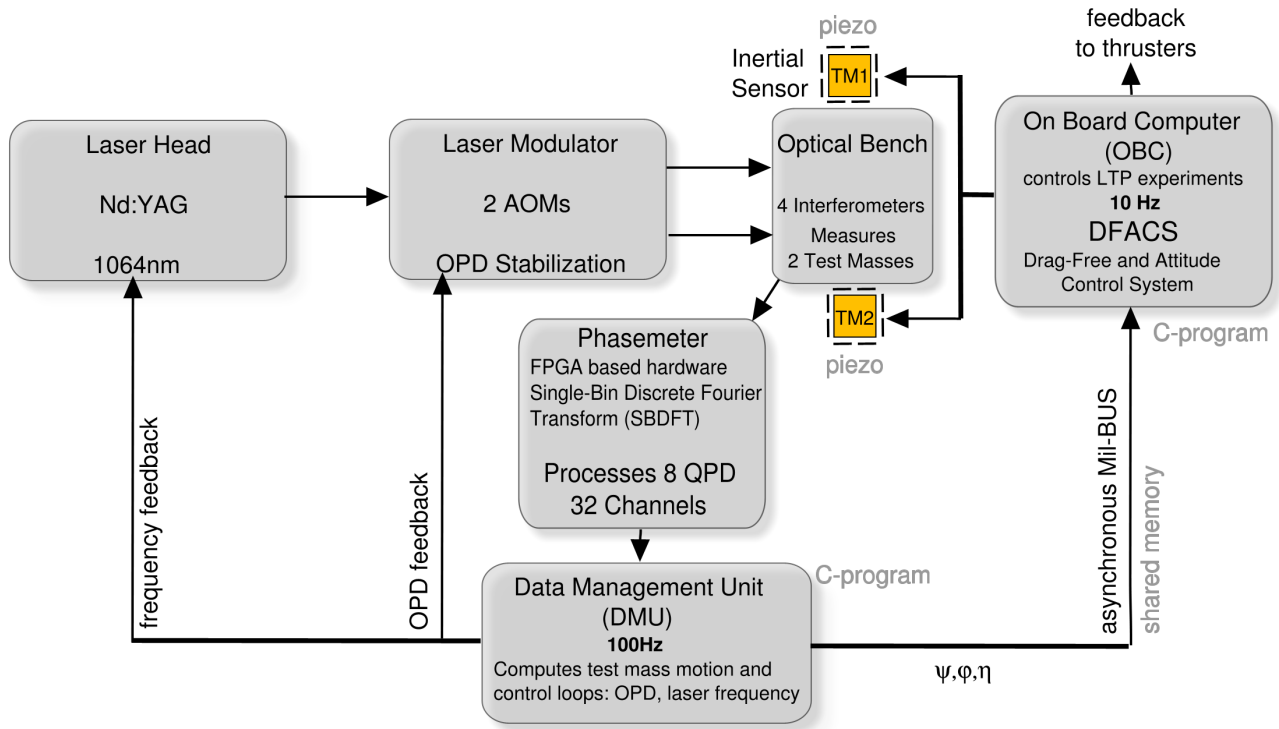 feedback
to thrusters
piezo
Inertial
Sensor
TM1
Laser Head
Nd:YAG
1064nm
Laser Modulator
2 AOMs
OPD Stabilization
Optical Bench
4 Interferometers
Measures
2 Test Masses
On Board Computer
(OBC)
controls LTP experiments
10 Hz
DFACS
Drag-Free and Attitude
Control System
TM2
piezo
C-program
Phasemeter
FPGA based hardware
Single-Bin Discrete Fourier
Transform (SBDFT)
Processes 8 QPD
32 Channels
frequency feedback
OPD feedback
asynchronous Mil-BUS
shared memory
C-program
Data Management Unit
(DMU)
100Hz
Computes test mass motion and
control loops: OPD, laser frequency
ψ,φ,η